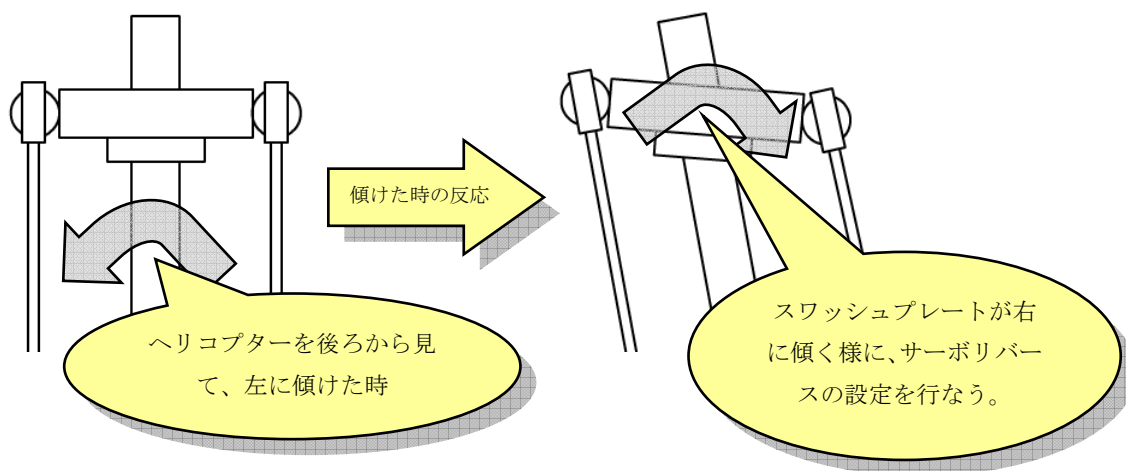 傾けた時の反応
ヘリコプターを後ろから見
て、左に傾けた時
スワッシュプレートが右
に傾く様に、サーボリバー
スの設定を行なう。